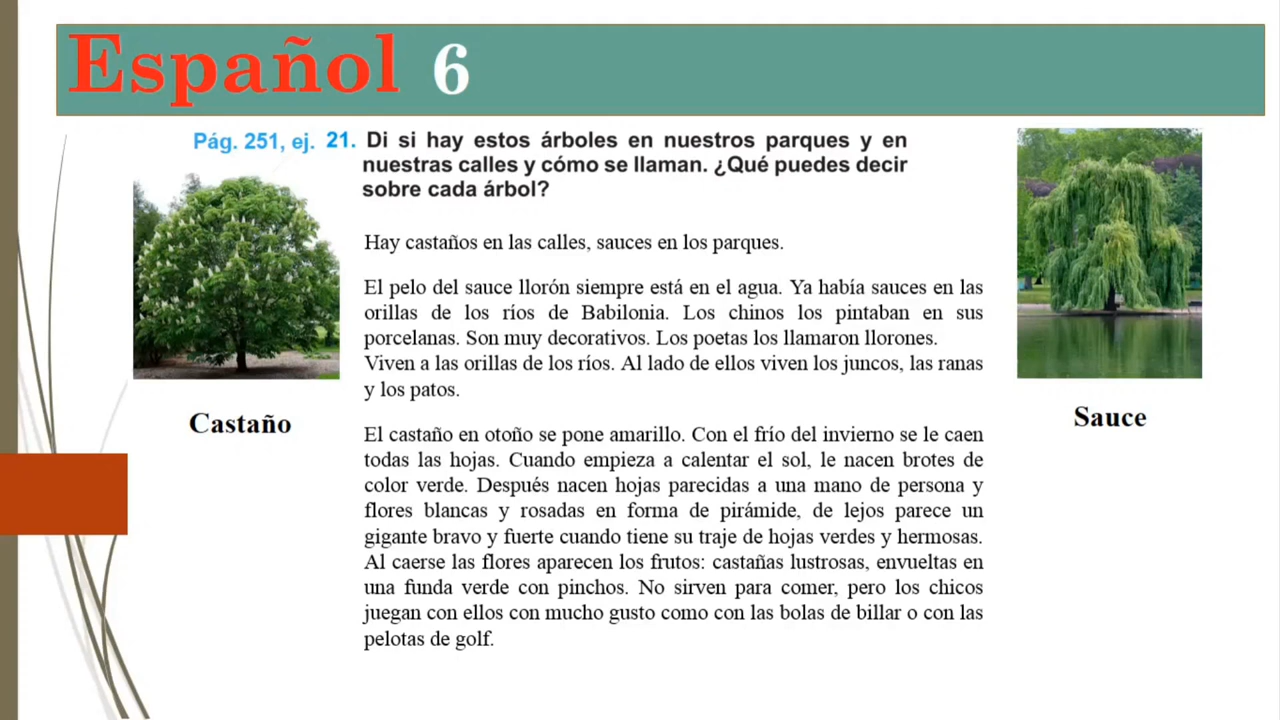 Español 6
Pág. 251, ej. 21. Di si hay estos árboles en nuestros parques y en
nuestras calles y cómo se llaman. ¿Qué puedes decir
sobre cada árbol?
Hay castaños en las calles, sauces en los parques.
El pelo del sauce llorón siempre está en el agua. Ya había sauces en las
orillas de los ríos de Babilonia. Los chinos los pintaban en sus
porcelanas. Son muy decorativos. Los poetas los llamaron llorones.
Viven a las orillas de los ríos. Al lado de ellos viven los juncos, las ranas
y los patos.
El castaño en otoño se pone amarillo. Con el frío del invierno se le caen
todas las hojas. Cuando empieza a calentar el sol, le nacen brotes de
color verde. Después nacen hojas parecidas a una mano de persona y
flores blancas y rosadas en forma de pirámide, de lejos parece un
gigante bravo y fuerte cuando tiene su traje de hojas verdes y hermosas.
Al caerse las flores aparecen los frutos: castañas lustrosas, envueltas en
una funda verde con pinchos. No sirven para comer, pero los chicos
juegan con ellos con mucho gusto como con las bolas de billar o con las
pelotas de golf.
Castaño
Sauce